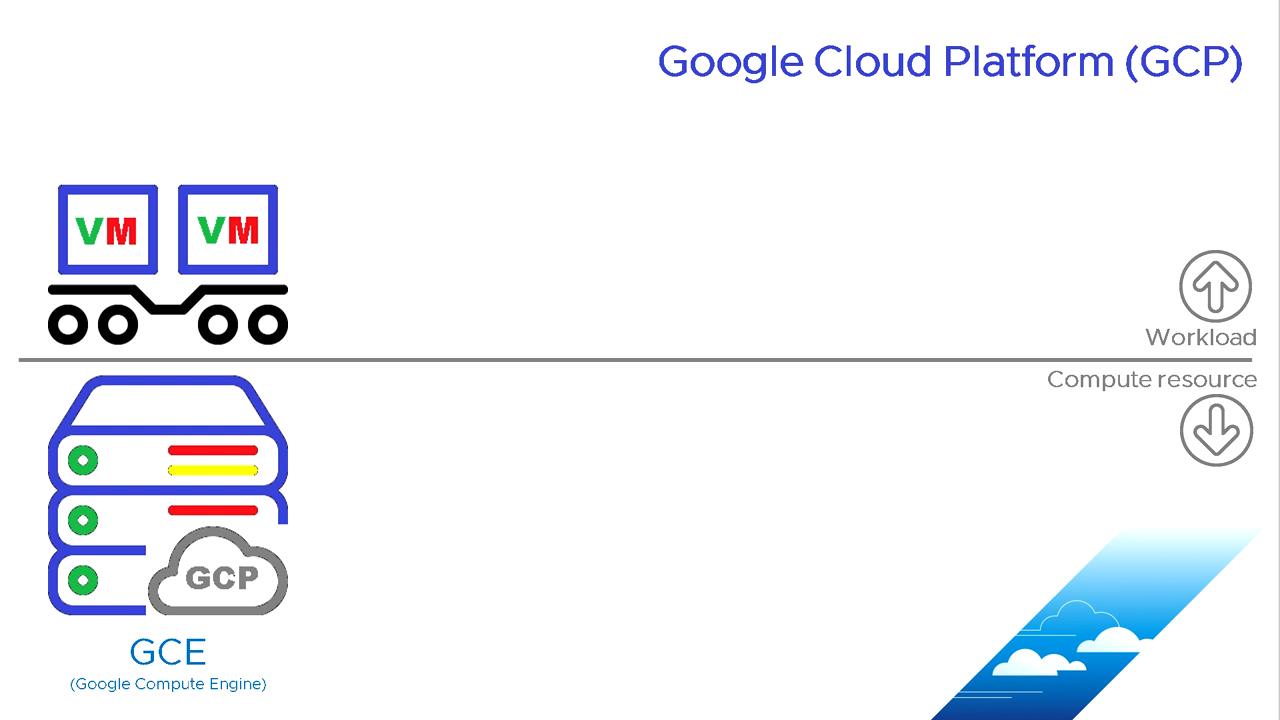 Google Cloud Platform (GCP)
VM VM
Workload
Compute resource
GCP
GCE
(Google Compute Engine)